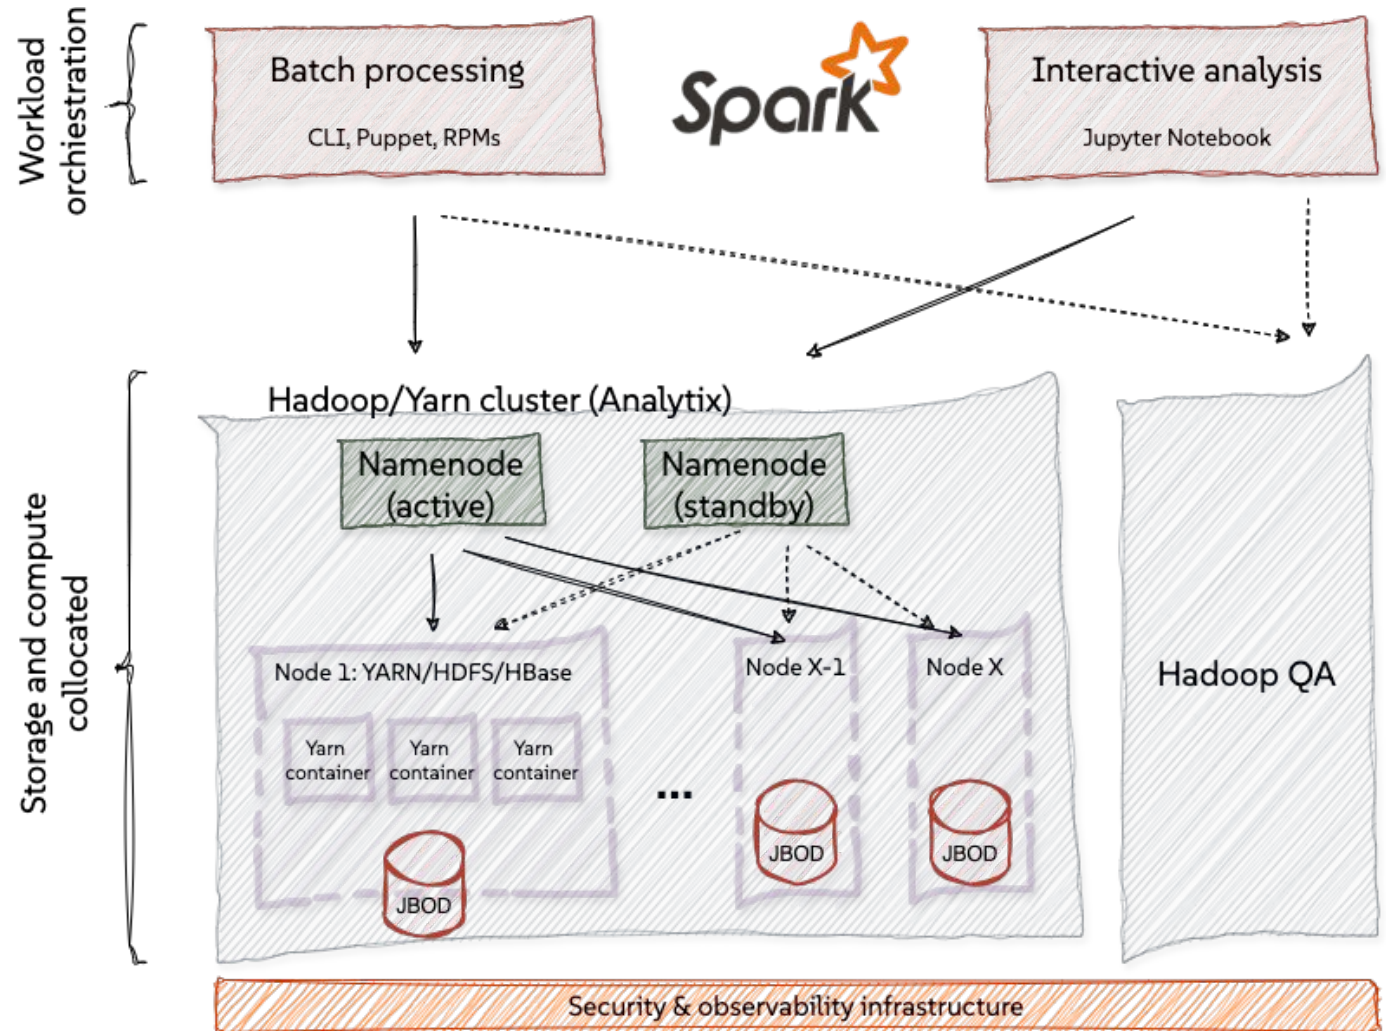 Workload
orchiestration
Batch processing
CLI, Puppet, RPMs
Spark
Interactive analysis
Jupyter Notebook
Storage and compute
colllocated
Hadoop/Yarn cluster (Analytix)
Namenode
(active)
Namenode
(standby)
Node 1: YARN/HDFS/HBase
Yarn
container
Yarn
container
Yarn
container
JBOD
...
Node X-1
JBOD
Node X
JBOD
Hadoop QA
Security & observability infrastructure